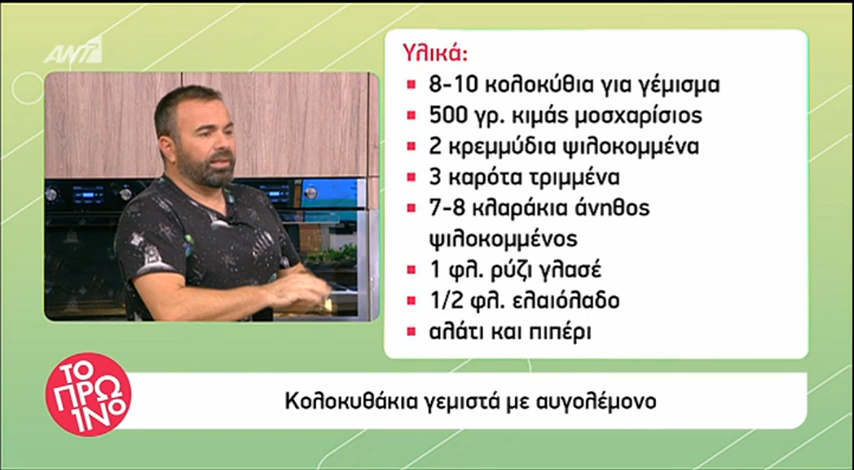 ANT1
Υλικά:
8-10 κολοκύθια για γέμισμα
500 γρ. κιμάς μοσχαρίσιος
2 κρεμμύδια ψιλοκομμένα
3 καρότα τριμμένα
7-8 κλαράκια άνηθος
ψιλοκομμένος
1 φλ. ρύζι γλασέ
1/2 φλ. ελαιόλαδο
αλάτι και πιπέρι
ΤΟ
ΠΡΩ
ΙΝΟ
Κολοκυθάκια γεμιστά με αυγολέμονο